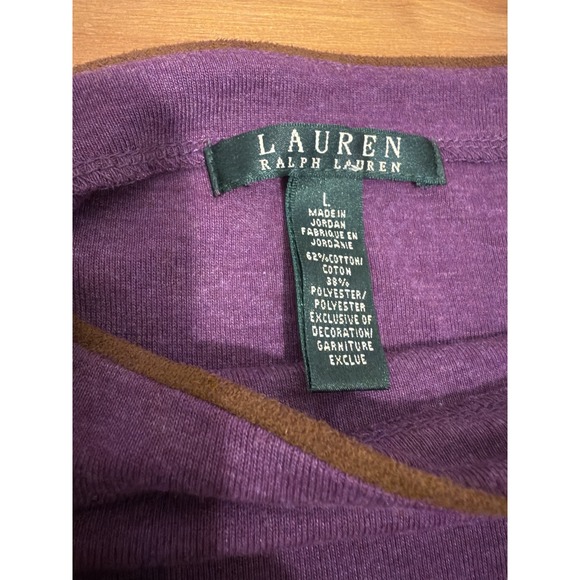 LAUREN
RALPH LAUREN
L
MADE IN
JORDAN
FABRIQUE EN
JORDANIE
62%COTTON/
COTON
38%
POLYESTER/
POLYESTER
EXCLUSIVE OF
DECORATION/
GARNITURE
EXCLUE